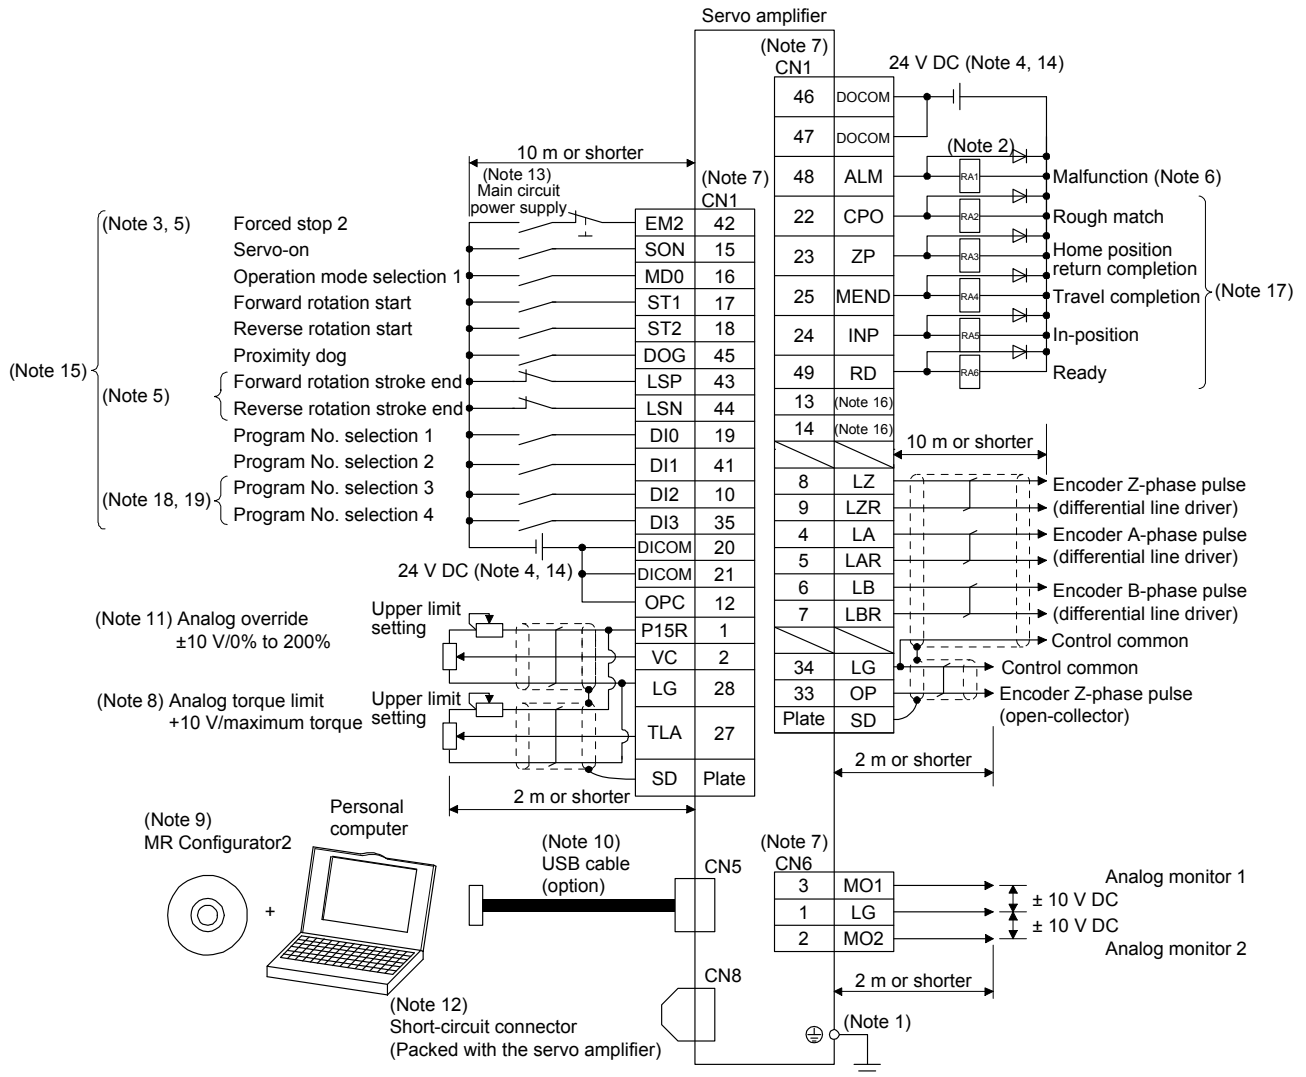 Servo amplifier
(Note 7)
CN1
24 V DC (Note 4, 14)
46 DOCOM
47 DOCOM
(Note 2)
48 ALM RA1 Malfunction (Note 6)
22 CPO RA2 Rough match
23 ZP RA3 Home position
return completion
25 MEND RA4 Travel completion
(Note 17)
24 INP RA5 In-position
49 RD RA6 Ready
13 (Note 16)
14 (Note 16)
10 m or shorter
8 LZ Encoder Z-phase pulse
9 LZR (differential line driver)
4 LA Encoder A-phase pulse
5 LAR (differential line driver)
6 LB Encoder B-phase pulse
7 LBR (differential line driver)
Control common
34 LG Control common
33 OP Encoder Z-phase pulse
(open-collector)
Plate SD
2 m or shorter
10 m or shorter
(Note 13)
Main circuit
power supply
(Note 7)
CN1
(Note 15)
(Note 3, 5) Forced stop 2 EM2 42
Servo-on SON 15
Operation mode selection 1 MD0 16
Forward rotation start ST1 17
Reverse rotation start ST2 18
Proximity dog DOG 45
(Note 5)
Forward rotation stroke end LSP 43
Reverse rotation stroke end LSN 44
Program No. selection 1 DI0 19
Program No. selection 2 DI1 41
(Note 18, 19)
Program No. selection 3 DI2 10
Program No. selection 4 DI3 35
DICOM 20
24 V DC (Note 4, 14)
DICOM 21
OPC 12
(Note 11) Analog override
±10 V/0% to 200%
Upper limit
setting
P15R 1
VC 2
LG 28
(Note 8) Analog torque limit
+10 V/maximum torque
Upper limit
setting
TLA 27
SD Plate
2 m or shorter
(Note 9)
MR Configurator2
+
Personal
computer
(Note 10)
USB cable
(option)
CN5
(Note 7)
CN6
3 MO1 Analog monitor 1
± 10 V DC
1 LG
± 10 V DC
2 MO2 Analog monitor 2
2 m or shorter
CN8
(Note 12)
Short-circuit connector
(Packed with the servo amplifier)
(Note 1)